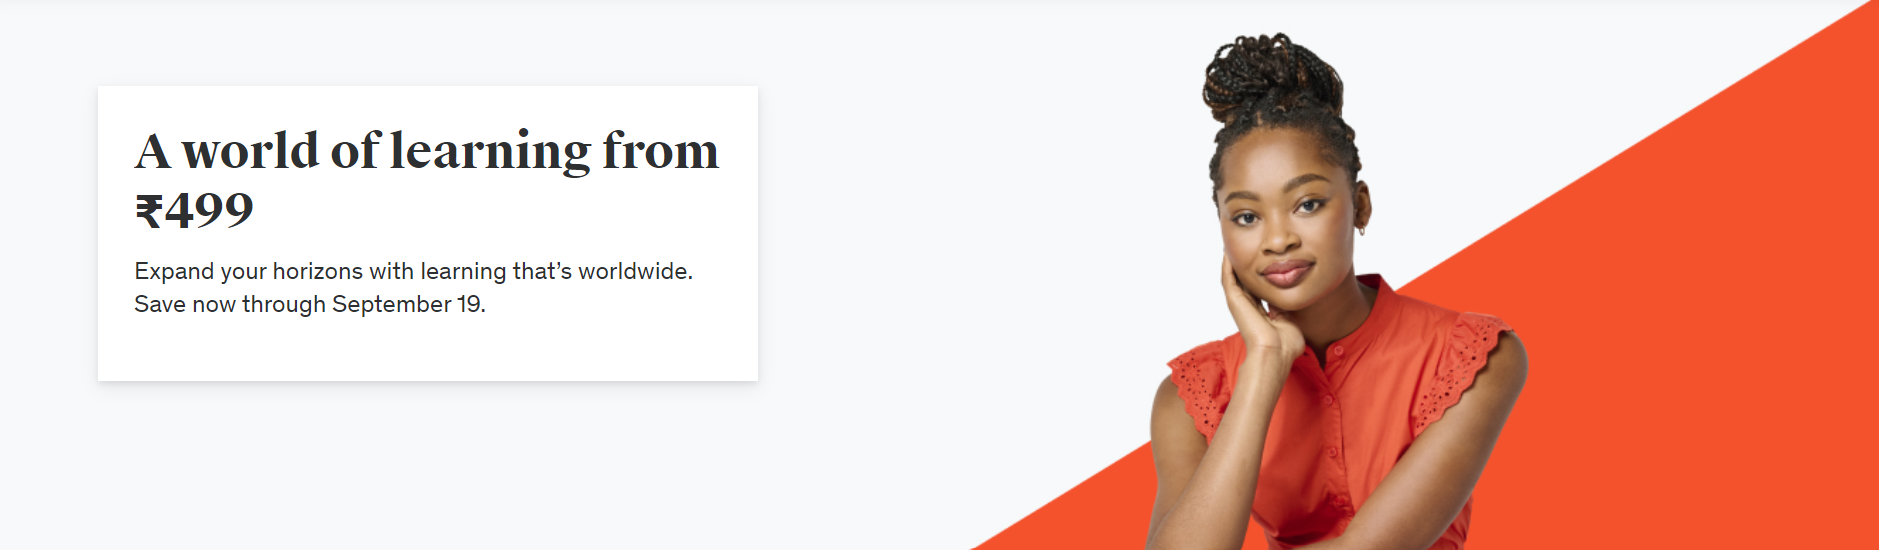 A world of learning from
₹499
Expand your horizons with learning that’s worldwide.
Save now through September 19.